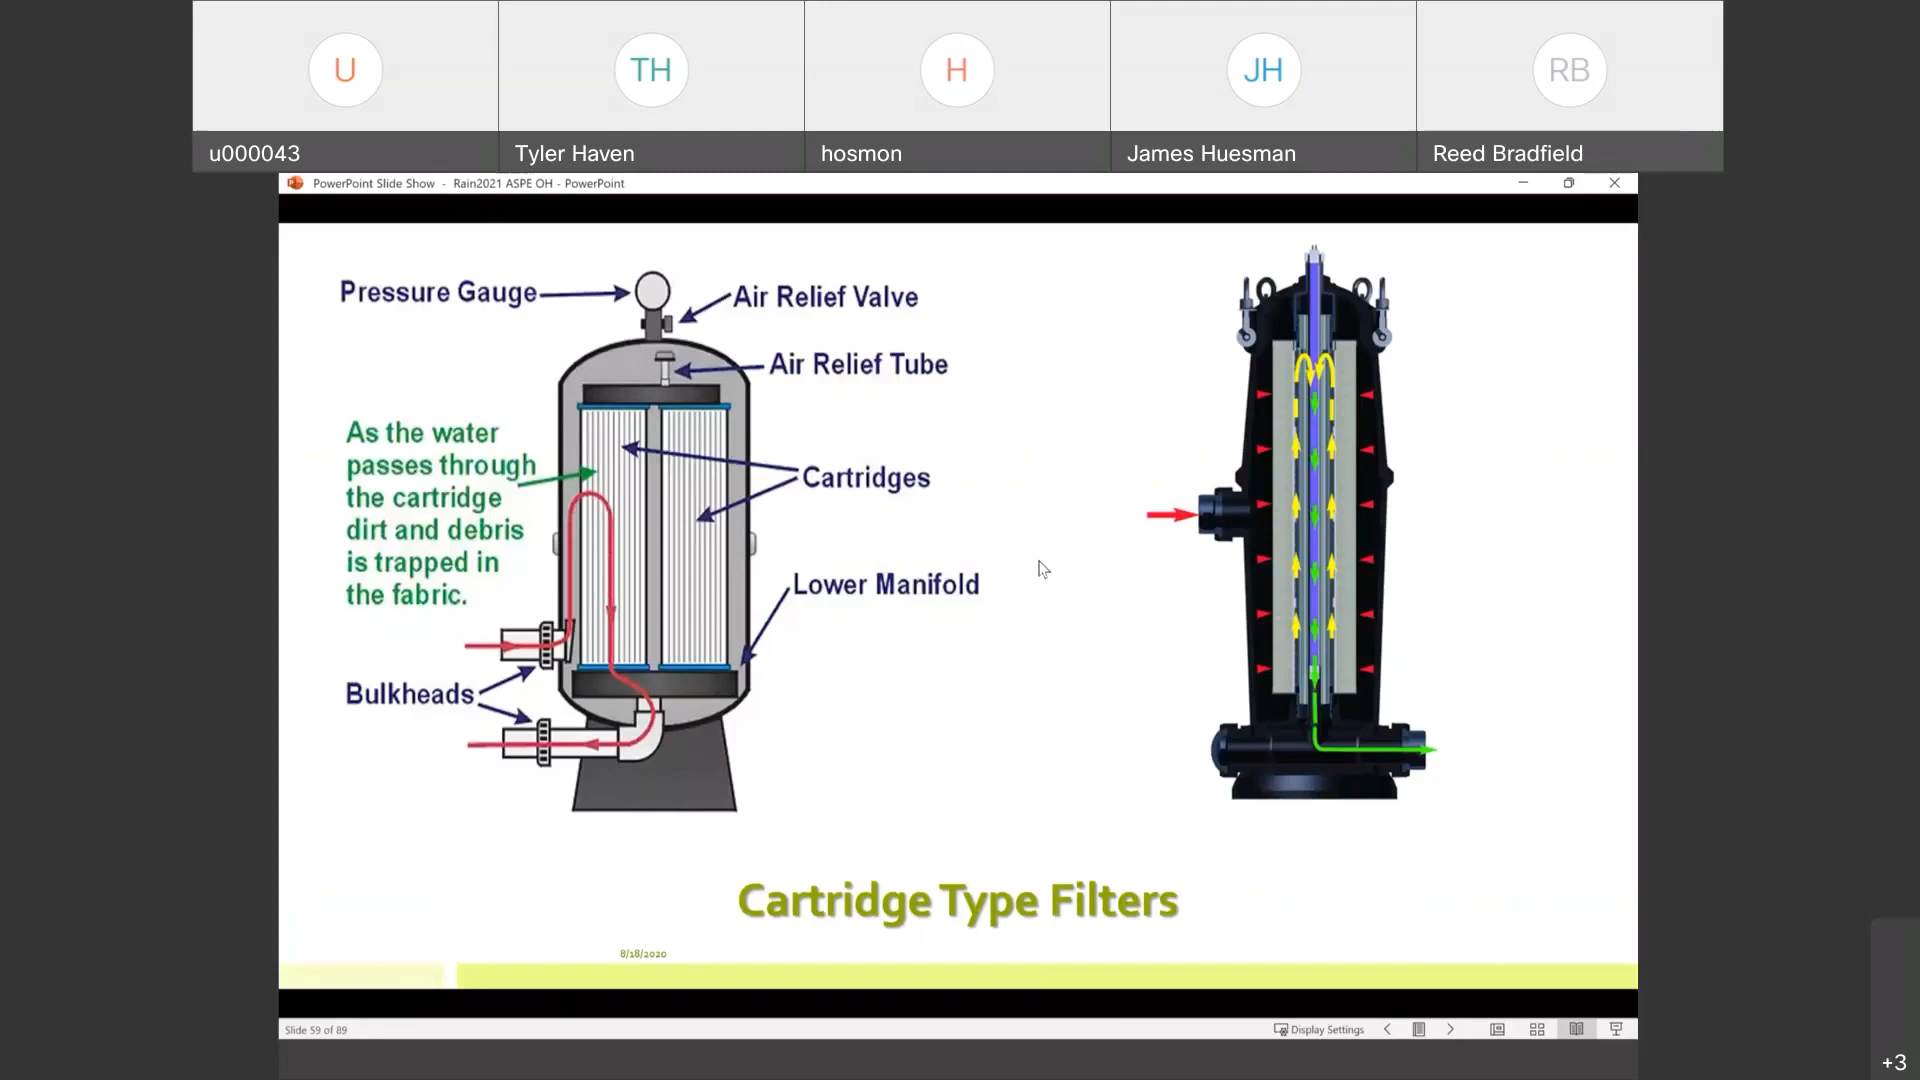 U
TH
H
JH
RB
u000043
Tyler Haven
hosmon
James Huesman
Reed Bradfield
PowerPoint Slide Show - Rain2021 ASPE OH - PowerPoint
Pressure Gauge
Air Relief Valve
Air Relief Tube
As the water
passes through
the cartridge
dirt and debris
is trapped in
the fabric.
Cartridges
Lower Manifold
Bulkheads
Cartridge Type Filters
8/18/2020
Slide 59 of 89
Display Settings
+3